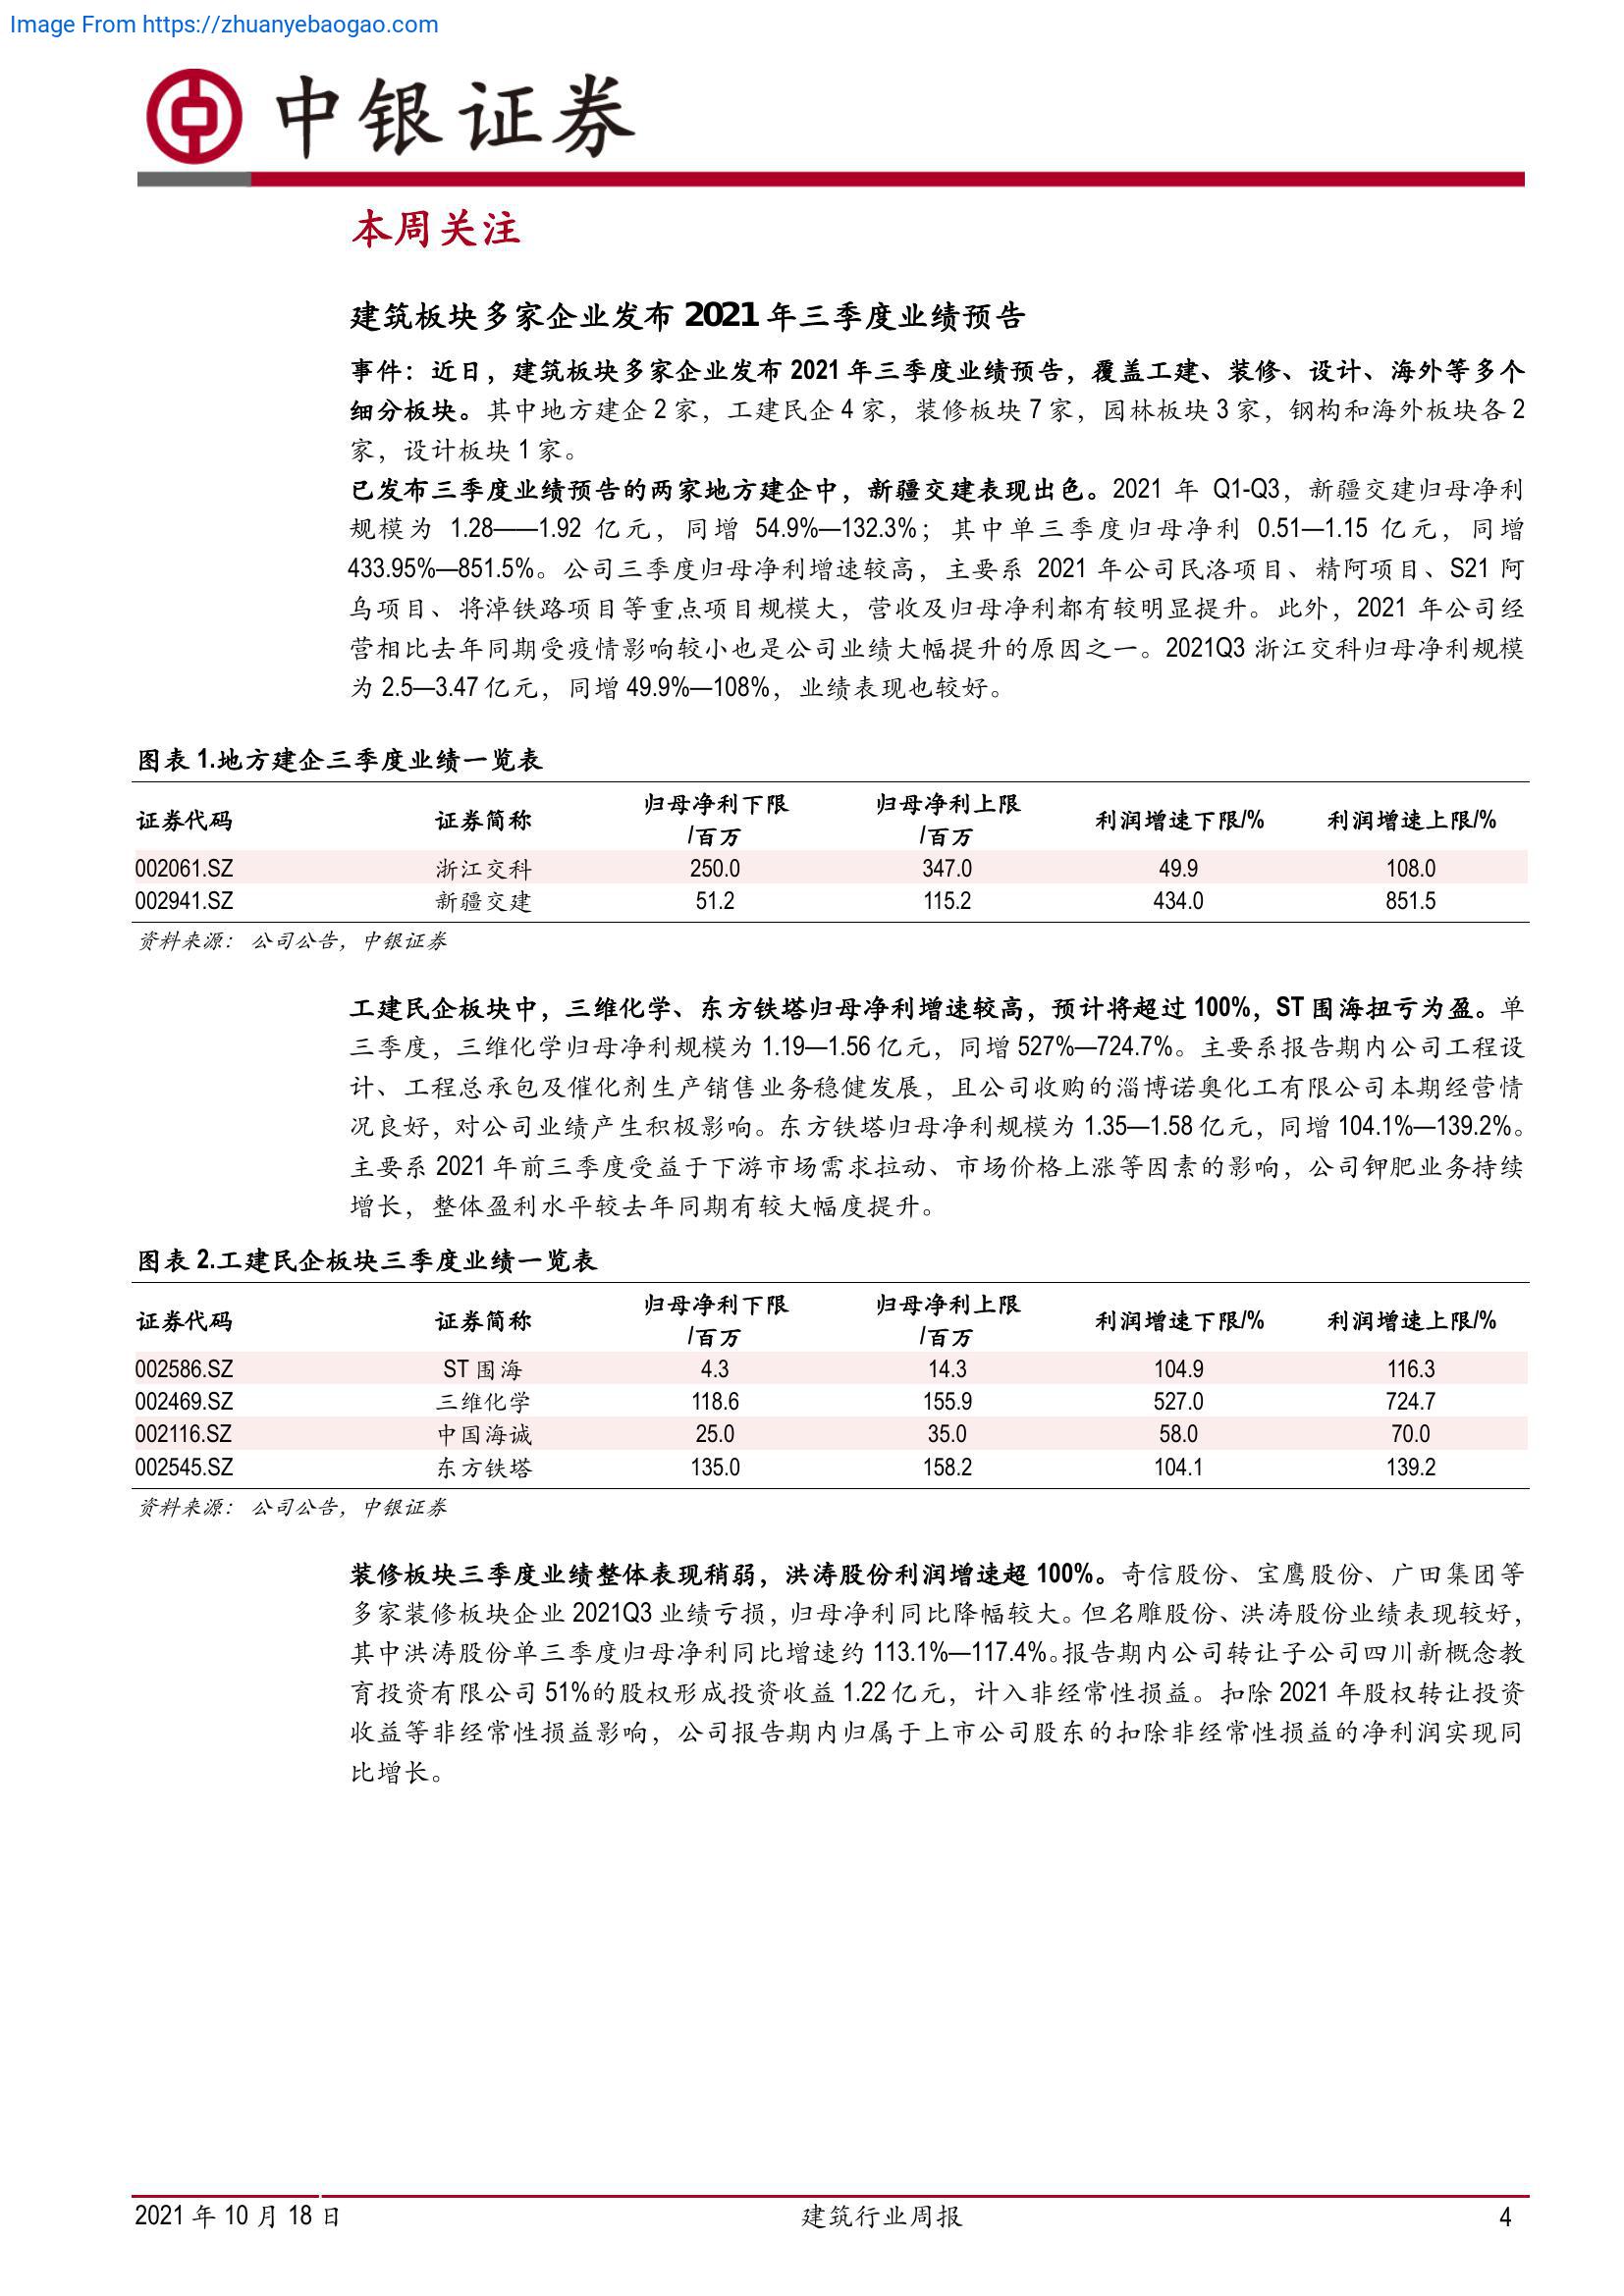 Image From https://zhuanyebaogao.com
中银证券
本周关注
建筑板块多家企业发布 2021 年三季度业绩预告
事件：近日，建筑板块多家企业发布 2021 年三季度业绩预告，覆盖工建、装修、设计、海外等多个
细分板块。其中地方建企 2 家，工建民企 4 家，装修板块 7 家，园林板块 3 家，钢构和海外板块各 2
家，设计板块 1 家。
已发布三季度业绩预告的两家地方建企中，新疆交建表现出色。2021 年 Q1-Q3，新疆交建归母净利
规模为 1.28——1.92 亿元，同增 54.9%—132.3%；其中单三季度归母净利 0.51—1.15 亿元，同增
433.95%—851.5%。公司三季度归母净利增速较高，主要系 2021 年公司民洛项目、精阿项目、S21 阿
乌项目、将淖铁路项目等重点项目规模大，营收及归母净利都有较明显提升。此外，2021 年公司经
营相比去年同期受疫情影响较小也是公司业绩大幅提升的原因之一。2021Q3 浙江交科归母净利规模
为 2.5—3.47 亿元，同增 49.9%—108%，业绩表现也较好。
图表 1.地方建企三季度业绩一览表
证券代码 证券简称 归母净利下限 归母净利上限 利润增速下限/% 利润增速上限/%
/百万 /百万
002061.SZ 浙江交科 250.0 347.0 49.9 108.0
002941.SZ 新疆交建 51.2 115.2 434.0 851.5
资料来源：公司公告，中银证券
工建民企板块中，三维化学、东方铁塔归母净利增速较高，预计将超过 100%，ST 围海扭亏为盈。单
三季度，三维化学归母净利规模为 1.19—1.56 亿元，同增 527%—724.7%。主要系报告期内公司工程设
计、工程总承包及催化剂生产销售业务稳健发展，且公司收购的淄博诺奥化工有限公司本期经营情
况良好，对公司业绩产生积极影响。东方铁塔归母净利规模为 1.35—1.58 亿元，同增 104.1%—139.2%。
主要系 2021 年前三季度受益于下游市场需求拉动、市场价格上涨等因素的影响，公司钾肥业务持续
增长，整体盈利水平较去年同期有较大幅度提升。
图表 2.工建民企板块三季度业绩一览表
证券代码 证券简称 归母净利下限 归母净利上限 利润增速下限/% 利润增速上限/%
/百万 /百万
002586.SZ ST 围海 4.3 14.3 104.9 116.3
002469.SZ 三维化学 118.6 155.9 527.0 724.7
002116.SZ 中国海诚 25.0 35.0 58.0 70.0
002545.SZ 东方铁塔 135.0 158.2 104.1 139.2
资料来源：公司公告，中银证券
装修板块三季度业绩整体表现稍弱，洪涛股份利润增速超 100%。奇信股份、宝鹰股份、广田集团等
多家装修板块企业 2021Q3 业绩亏损，归母净利同比降幅较大。但名雕股份、洪涛股份业绩表现较好，
其中洪涛股份单三季度归母净利同比增速约 113.1%—117.4%。报告期内公司转让子公司四川新概念教
育投资有限公司 51%的股权形成投资收益 1.22 亿元，计入非经常性损益。扣除 2021 年股权转让投资
收益等非经常性损益影响，公司报告期内归属于上市公司股东的扣除非经常性损益的净利润实现同
比增长。
2021 年 10 月 18 日 建筑行业周报 4